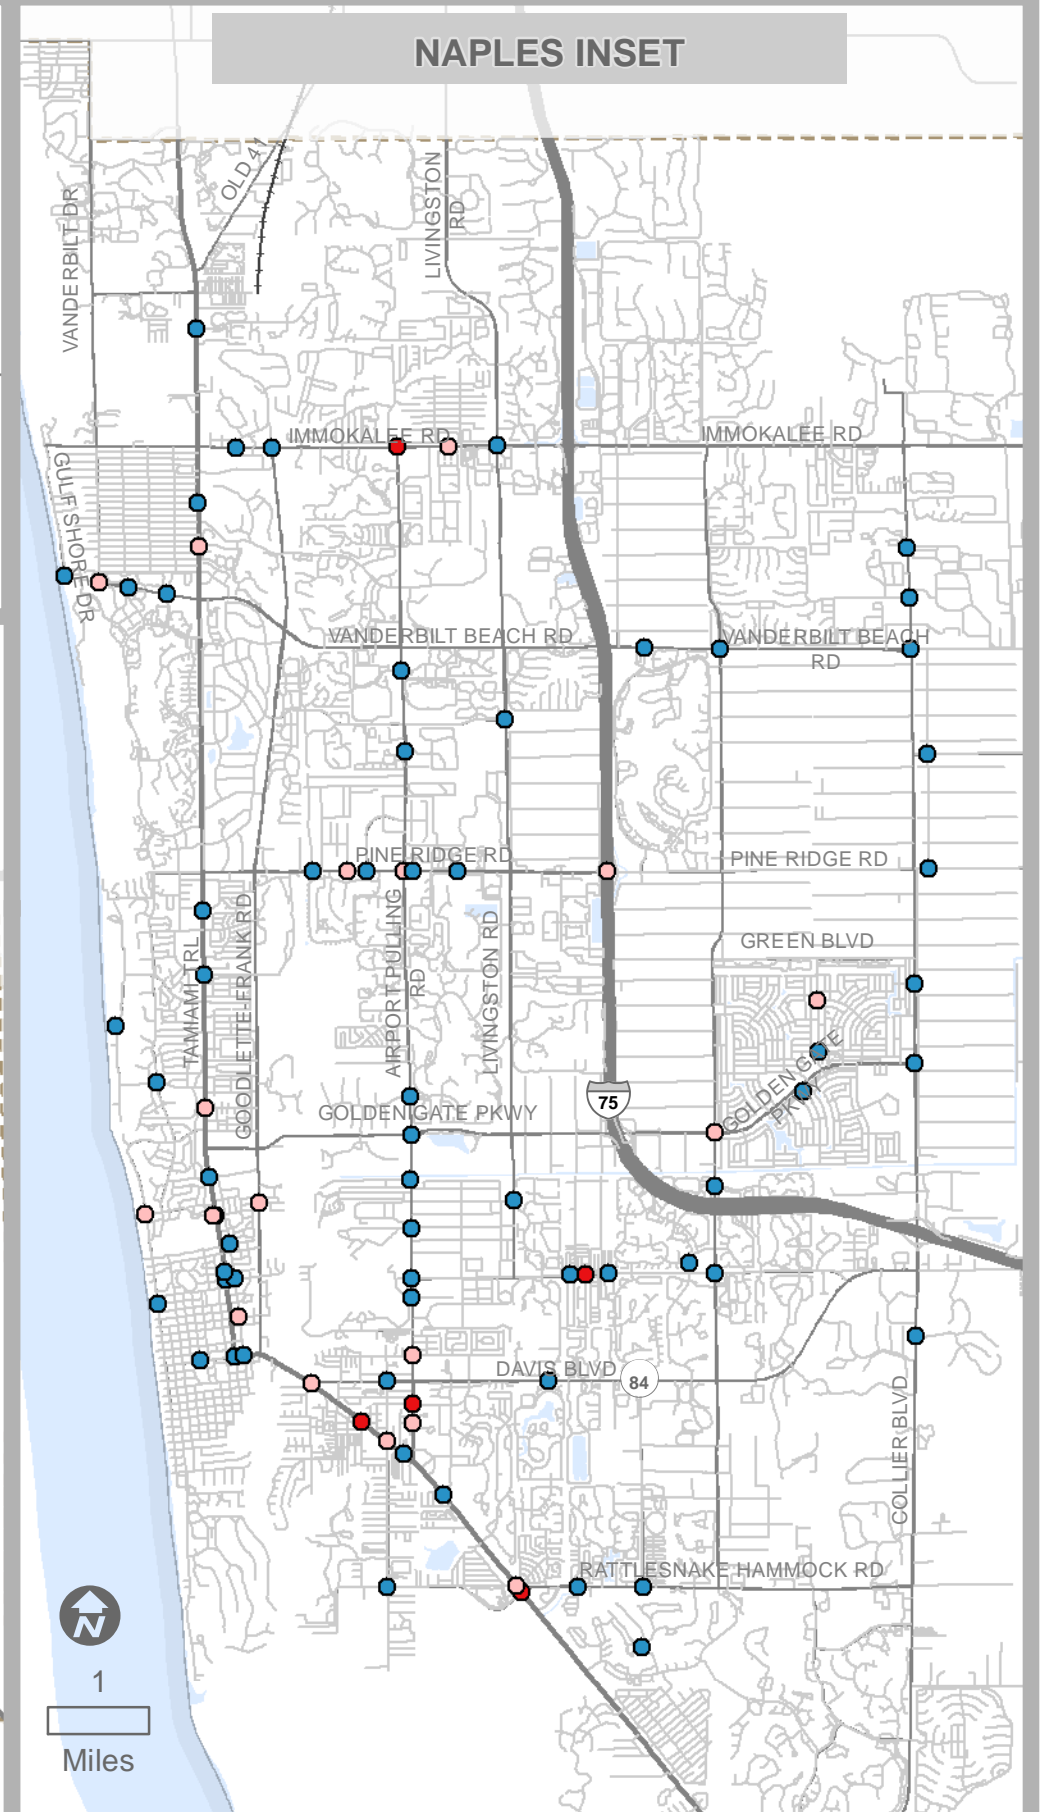 NAPLES INSET
OLD 41
LIVINGSTON
RD
VANDERBILT DR
IMMOKALEE RD
IMMOKALEE RD
GULF SHORE DR
VANDERBILT BEACH RD
VANDERBILT BEACH
RD
PINE RIDGE RD
PINE RIDGE RD
GREEN BLVD
TAMIAMI TRL
GOODLETTE-FRANK RD
AIRPORT PULLING
RD
LIVINGSTON RD
GOLDEN GATE
PKWY
75
GOLDEN GATE PKWY
DAVIS BLVD
84
COLLIER BLVD
RATTLESNAKE HAMMOCK RD
N
1
Miles